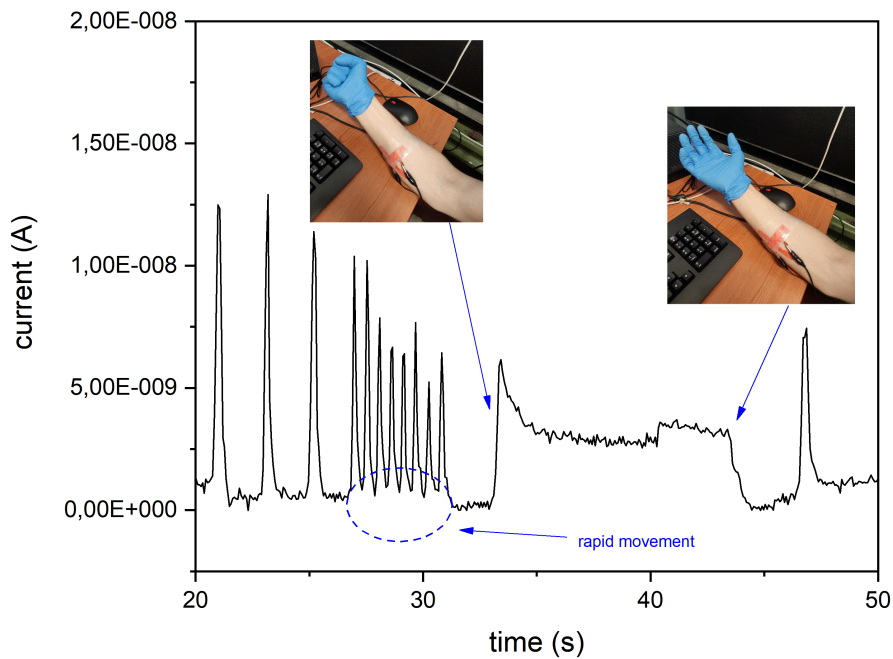 2,00E-008
1,50E-008
1,00E-008
5,00E-009
0,00E+000
current (A)
rapid movement
20
30
40
50
time (s)